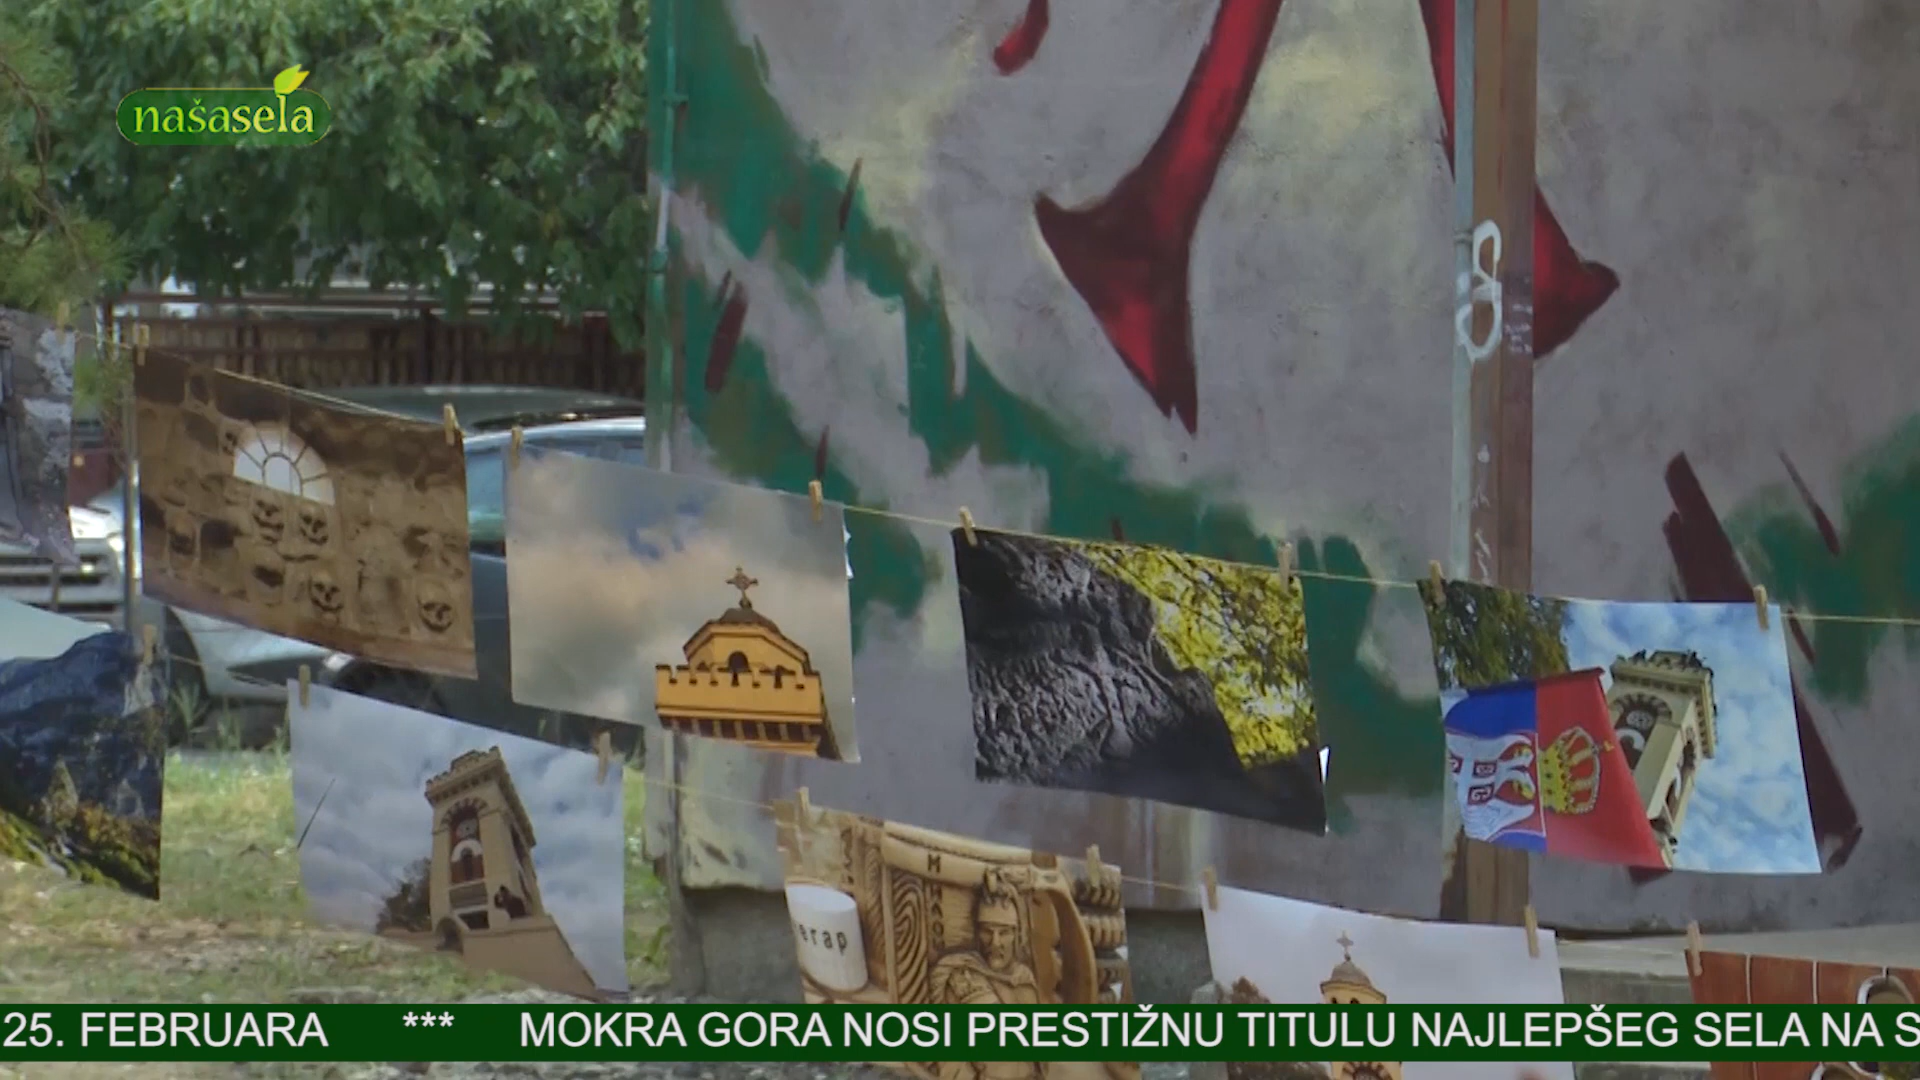 našasela
erap
25. FEBRUARA *** MOKRA GORA NOSI PRESTIŽNU TITULU NAJLEPŠEG SELA NA S